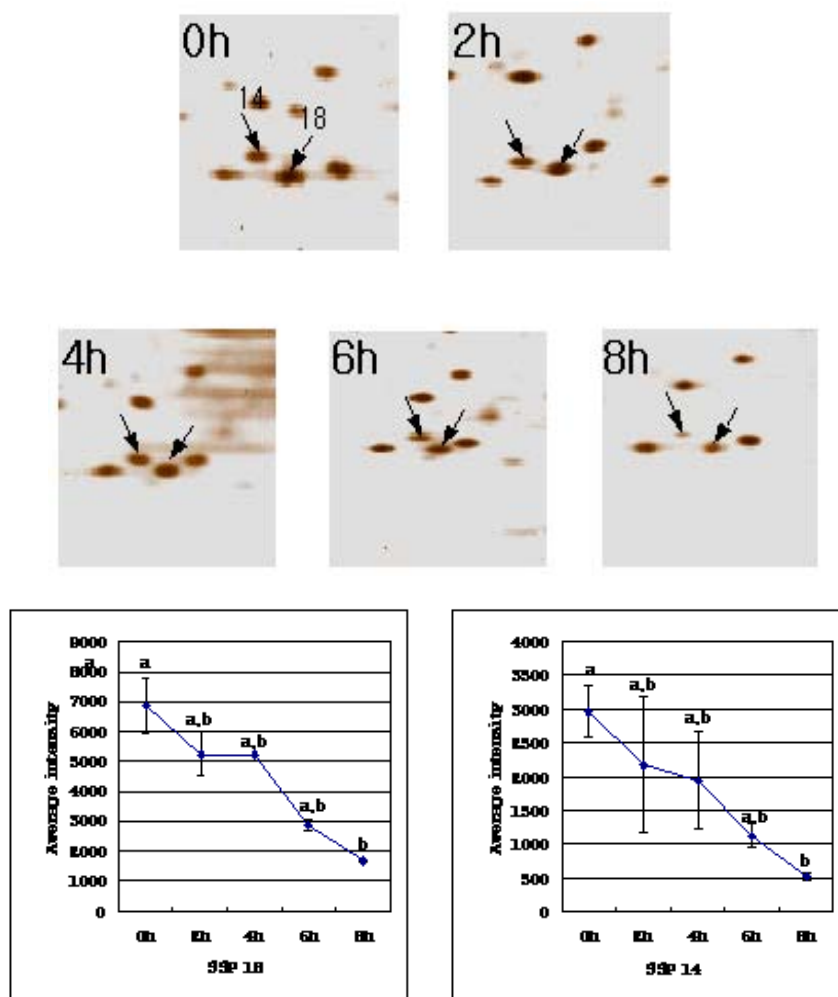 0h
2h
14
18
4h
6h
8h
9000
8000
7000
6000
5000
4000
3000
2000
1000
0
a
a
a,b
a,b
a,b
b
Average intensity
0h 2h 4h 6h 8h
SSP 18
4000
3500
3000
2500
2000
1500
1000
500
0
a
a,b
a,b
a,b
b
Average intensity
0h 2h 4h 6h 8h
SSP 14